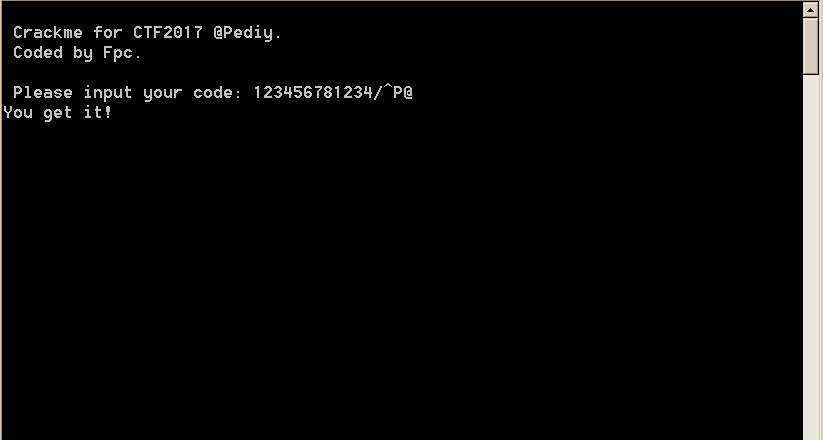 Crackme for CTF2017 @Pediy.
Coded by Fpc.
Please input your code: 123456781234/^P@
You get it!